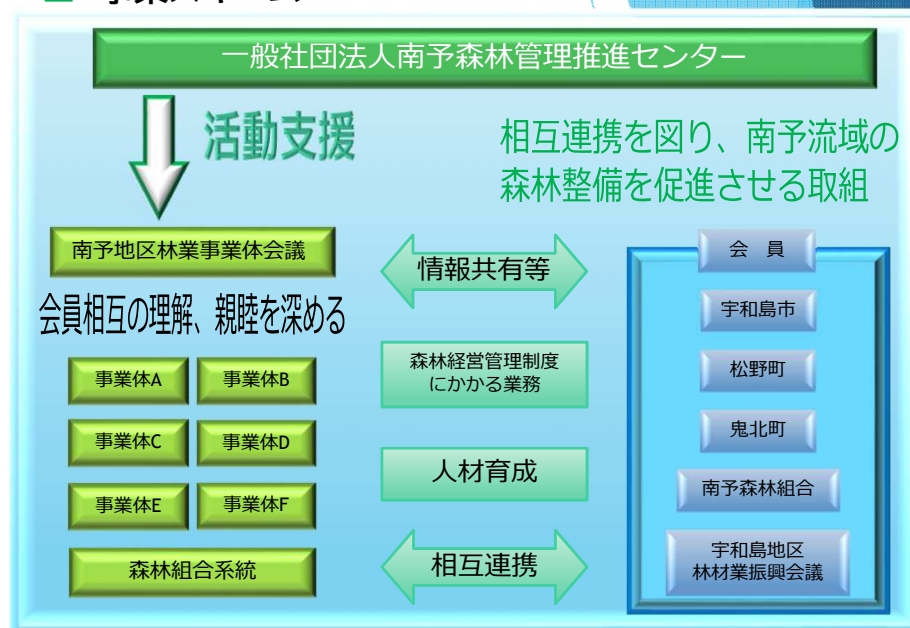 一般社団法人南予森林管理推進センター
活動支援
相互連携を図り、南予流域の
森林整備を促進させる取組
南予地区林業事業体会議
会員相互の理解、親睦を深める
事業体A
事業体B
事業体C
事業体D
事業体E
事業体F
森林組合系統
情報共有等
森林経営管理制度
にかかる業務
人材育成
相互連携
会　員
宇和島市
松野町
鬼北町
南予森林組合
宇和島地区
林材業振興会議